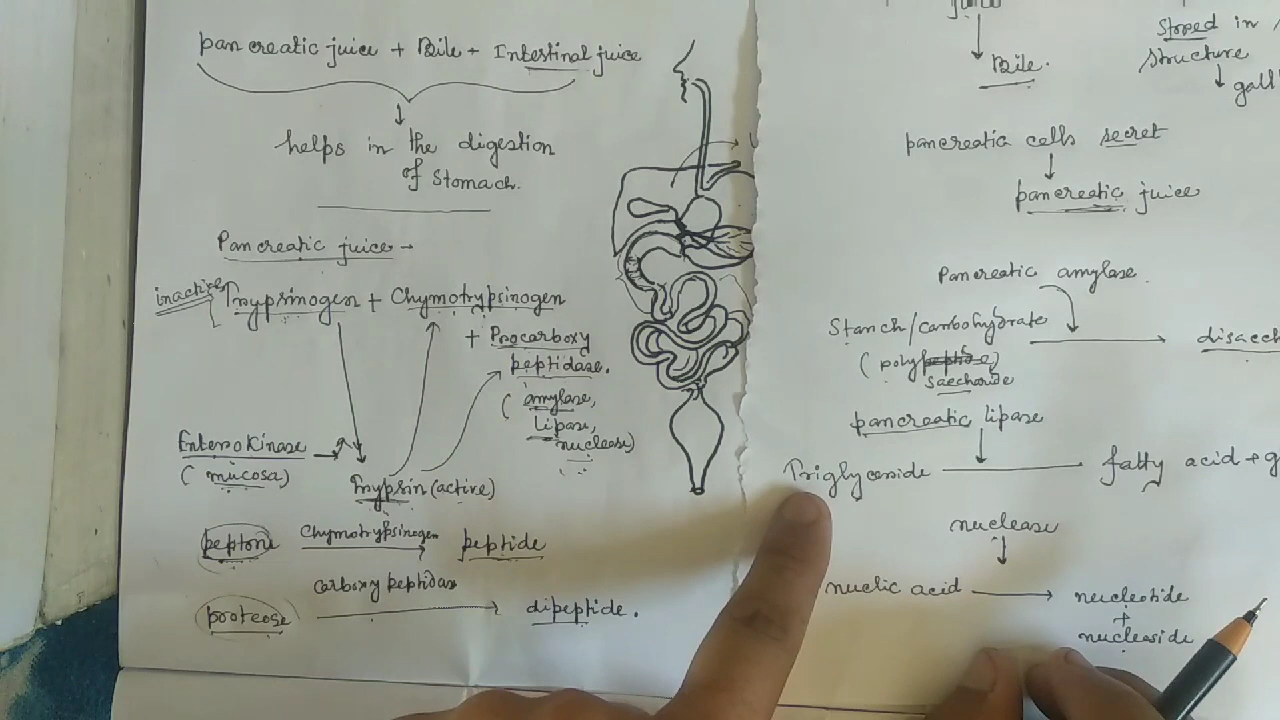 pancreatic juice + Bile + Intestinal juice
helps in the digestion
of stomach.
Pancreatic juice -
inactive
Trypsinogen + Chymotrypsinogen
+ Procarboxy
peptidase.
(amylase,
Lipase,
nuclease)
Enterokinase
(mucosa)
Trypsin (active)
peptone Chymotrypsinogen peptide
carboxy peptidase
proteose dipeptide.
Bile.
Stored in
structure
gall
pancreatic cells secret
pancreatic juice
Pancreatic amylase.
Starch/carbohydrate disacch
(poly
saccharide
pancreatic lipase
Triglyceride fatty acid + g
nuclease
nuclic acid nucleotide
+
nucleaside